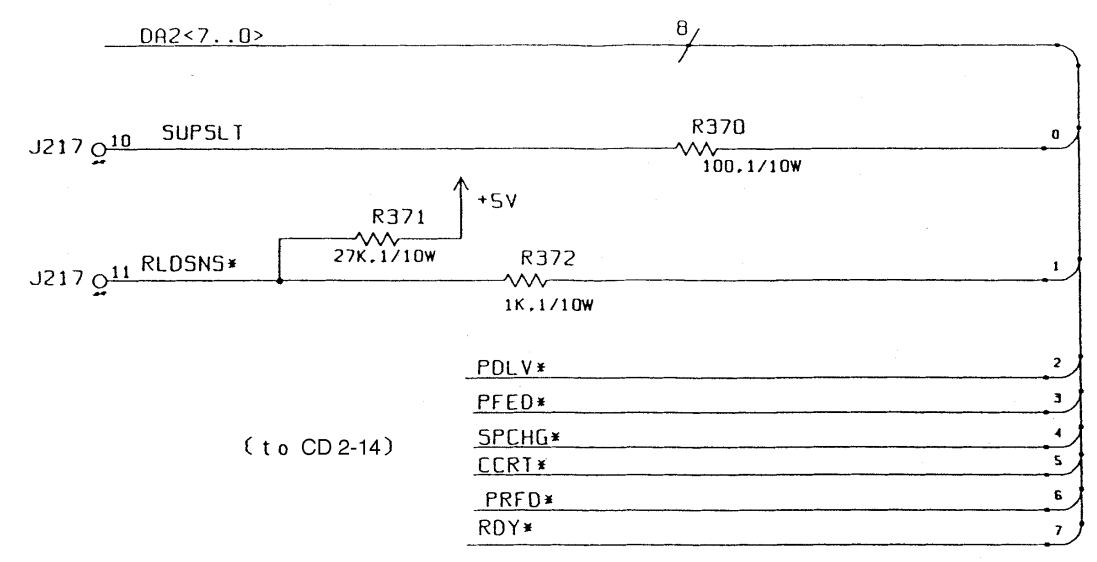 DA2<7..0>
8
J217 10 SUPSLT
R370
100,1/10W
0
+5V
R371
27K,1/10W
J217 11 RLDSNS*
R372
1K,1/10W
1
PDLV* 2
PFED* 3
(to CD 2-14)
SPCHG* 4
CCRT* 5
PRFD* 6
RDY* 7